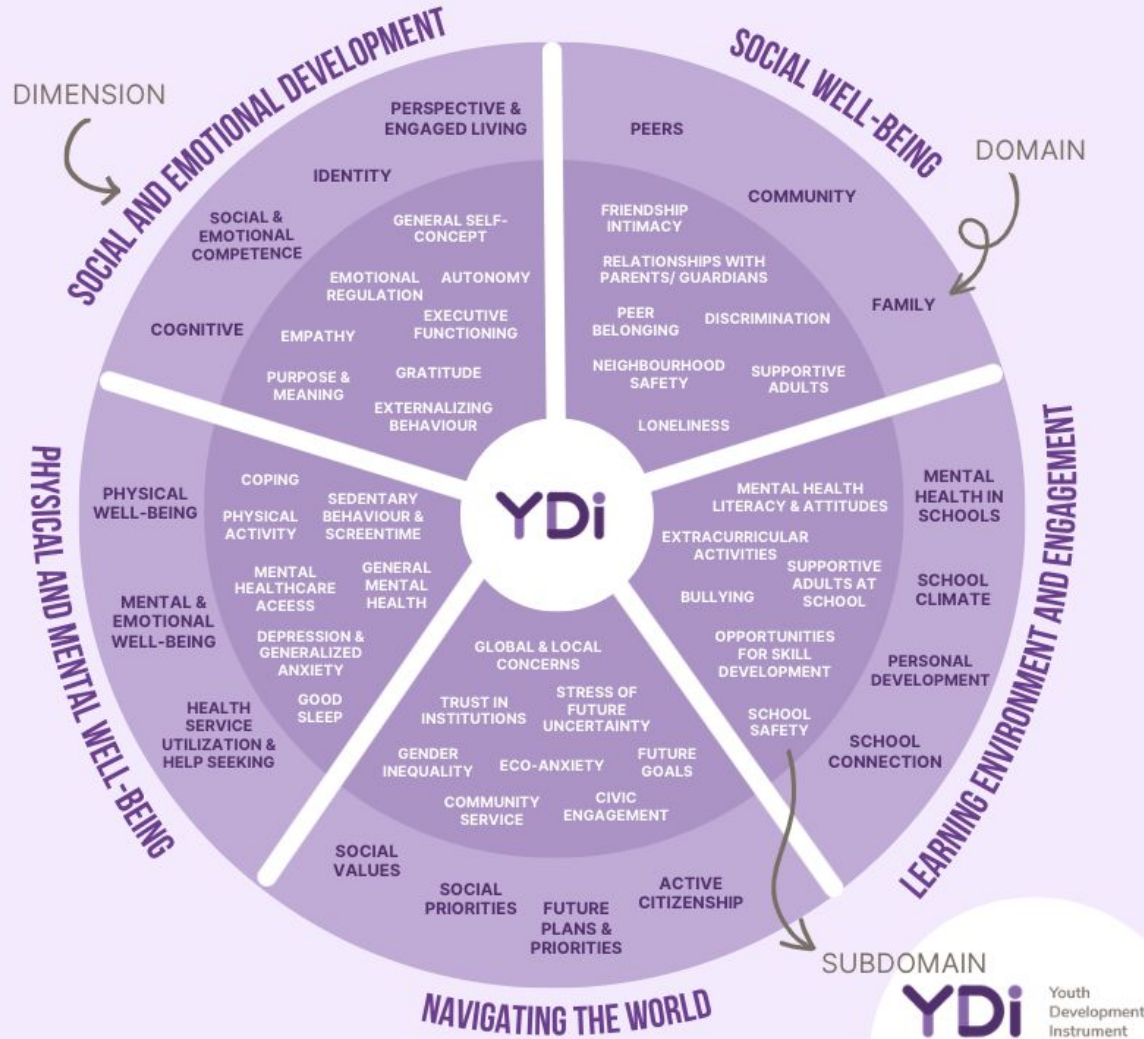 DIMENSION
SOCIAL AND EMOTIONAL DEVELOPMENT
PERSPECTIVE &
ENGAGED LIVING
IDENTITY
SOCIAL &
EMOTIONAL
COMPETENCE
COGNITIVE
GENERAL SELF-
CONCEPT
EMOTIONAL
REGULATION
AUTONOMY
EMPATHY
EXECUTIVE
FUNCTIONING
PURPOSE &
MEANING
GRATITUDE
EXTERNALIZING
BEHAVIOUR
SOCIAL WELL-BEING
DOMAIN
PEERS
COMMUNITY
FAMILY
FRIENDSHIP
INTIMACY
RELATIONSHIPS WITH
PARENTS/ GUARDIANS
PEER
BELONGING
DISCRIMINATION
NEIGHBOURHOOD
SAFETY
SUPPORTIVE
ADULTS
LONELINESS
YDi
LEARNING ENVIRONMENT AND ENGAGEMENT
MENTAL
HEALTH IN
SCHOOLS
SCHOOL
CLIMATE
PERSONAL
DEVELOPMENT
SCHOOL
CONNECTION
MENTAL HEALTH
LITERACY & ATTITUDES
EXTRACURRICULAR
ACTIVITIES
SUPPORTIVE
ADULTS AT
SCHOOL
BULLYING
OPPORTUNITIES
FOR SKILL
DEVELOPMENT
SCHOOL
SAFETY
SUBDOMAIN
PHYSICAL AND MENTAL WELL-BEING
PHYSICAL
WELL-BEING
MENTAL &
EMOTIONAL
WELL-BEING
HEALTH
SERVICE
UTILIZATION &
HELP SEEKING
COPING
PHYSICAL
ACTIVITY
SEDENTARY
BEHAVIOUR &
SCREENTIME
MENTAL
HEALTHCARE
ACEESS
GENERAL
MENTAL
HEALTH
DEPRESSION &
GENERALIZED
ANXIETY
GOOD
SLEEP
GLOBAL & LOCAL
CONCERNS
TRUST IN
INSTITUTIONS
STRESS OF
FUTURE
UNCERTAINTY
GENDER
INEQUALITY
ECO-ANXIETY
FUTURE
GOALS
COMMUNITY
SERVICE
CIVIC
ENGAGEMENT
SOCIAL
VALUES
SOCIAL
PRIORITIES
FUTURE
PLANS &
PRIORITIES
ACTIVE
CITIZENSHIP
NAVIGATING THE WORLD
YDi
Youth
Development
Instrument